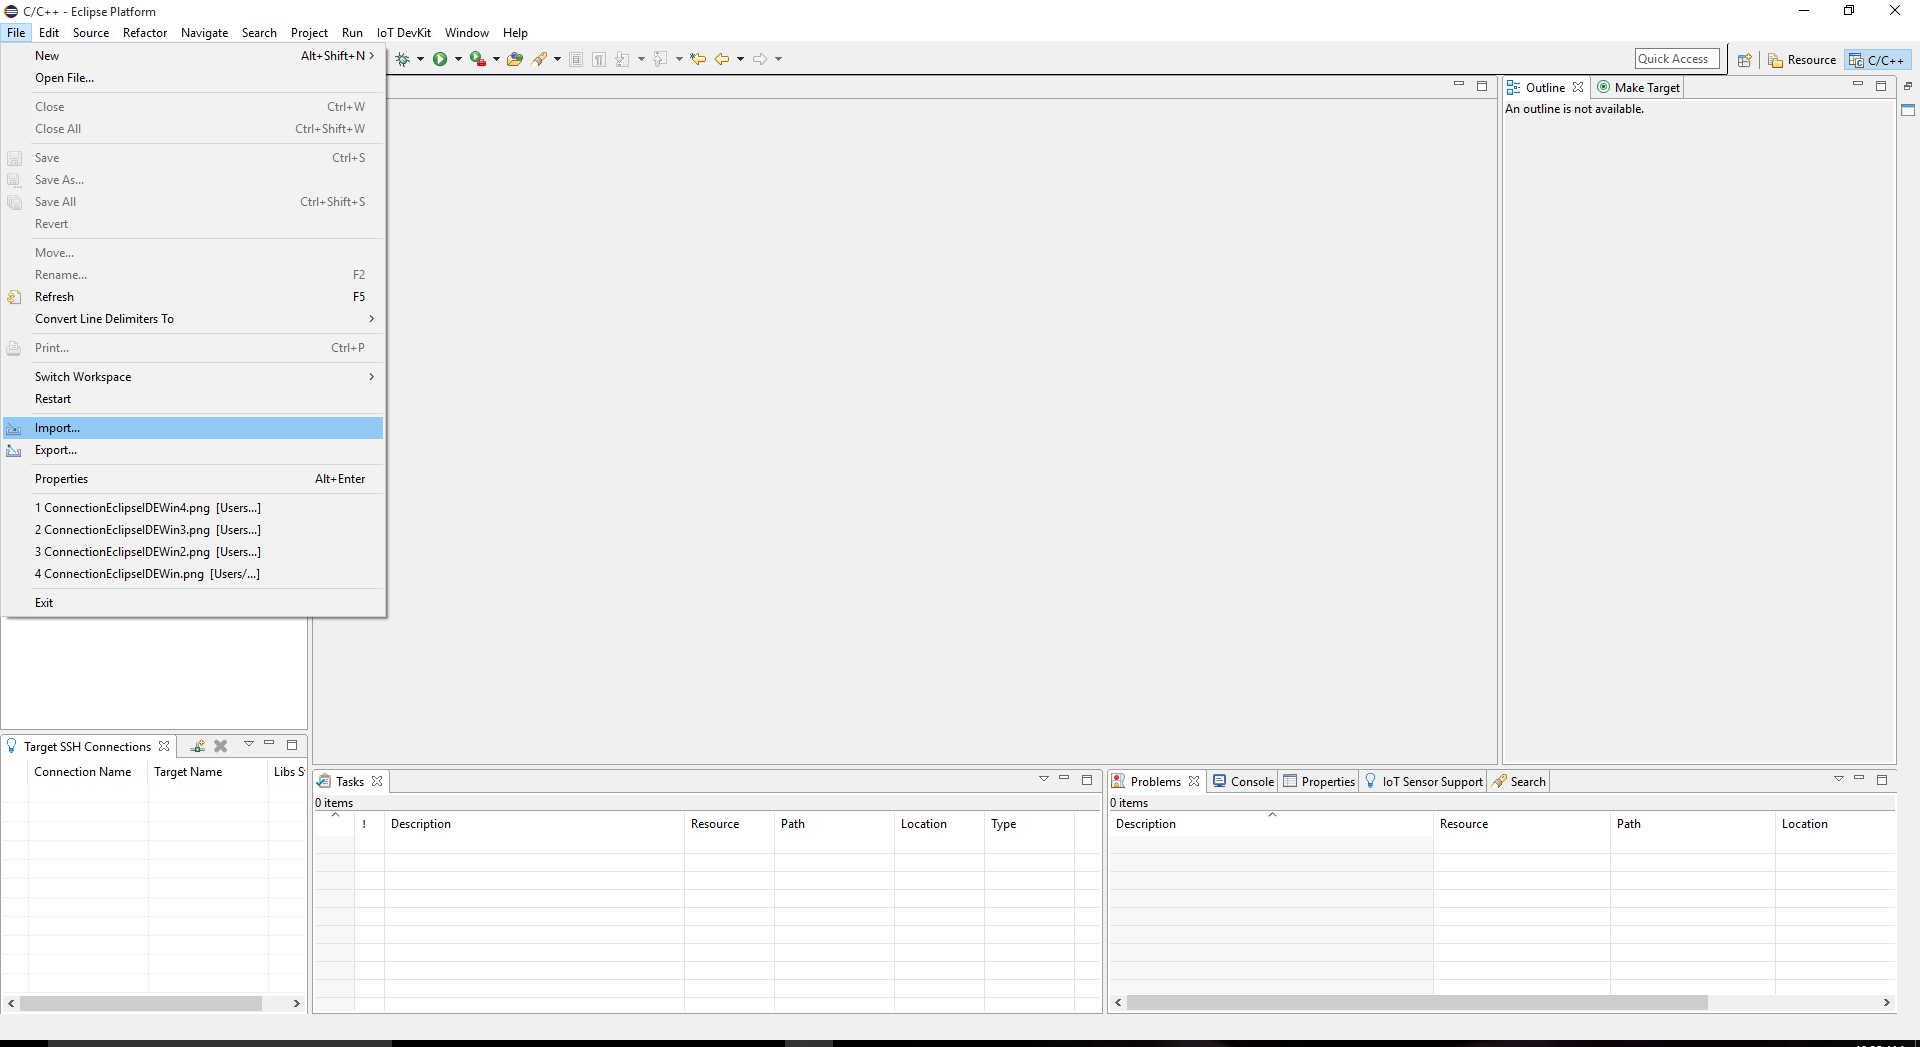 C/C++ - Eclipse Platform
File Edit Source Refactor Navigate Search Project Run IoT DevKit Window Help
New Alt+Shift+N
Open File...
Close Ctrl+W
Close All Ctrl+Shift+W
Save Ctrl+S
Save As...
Save All Ctrl+Shift+S
Revert
Move...
Rename... F2
Refresh F5
Convert Line Delimiters To
Print... Ctrl+P
Switch Workspace
Restart
Import...
Export...
Properties Alt+Enter
1 ConnectionEclipseIDEWin4.png [Users...]
2 ConnectionEclipseIDEWin3.png [Users...]
3 ConnectionEclipseIDEWin2.png [Users...]
4 ConnectionEclipseIDEWin.png [Users/...]
Exit
Quick Access Resource C/C++
Outline Make Target
An outline is not available.
Target SSH Connections
Connection Name Target Name Libs S
Tasks
0 items
! Description Resource Path Location Type
Problems Console Properties IoT Sensor Support Search
0 items
Description Resource Path Location